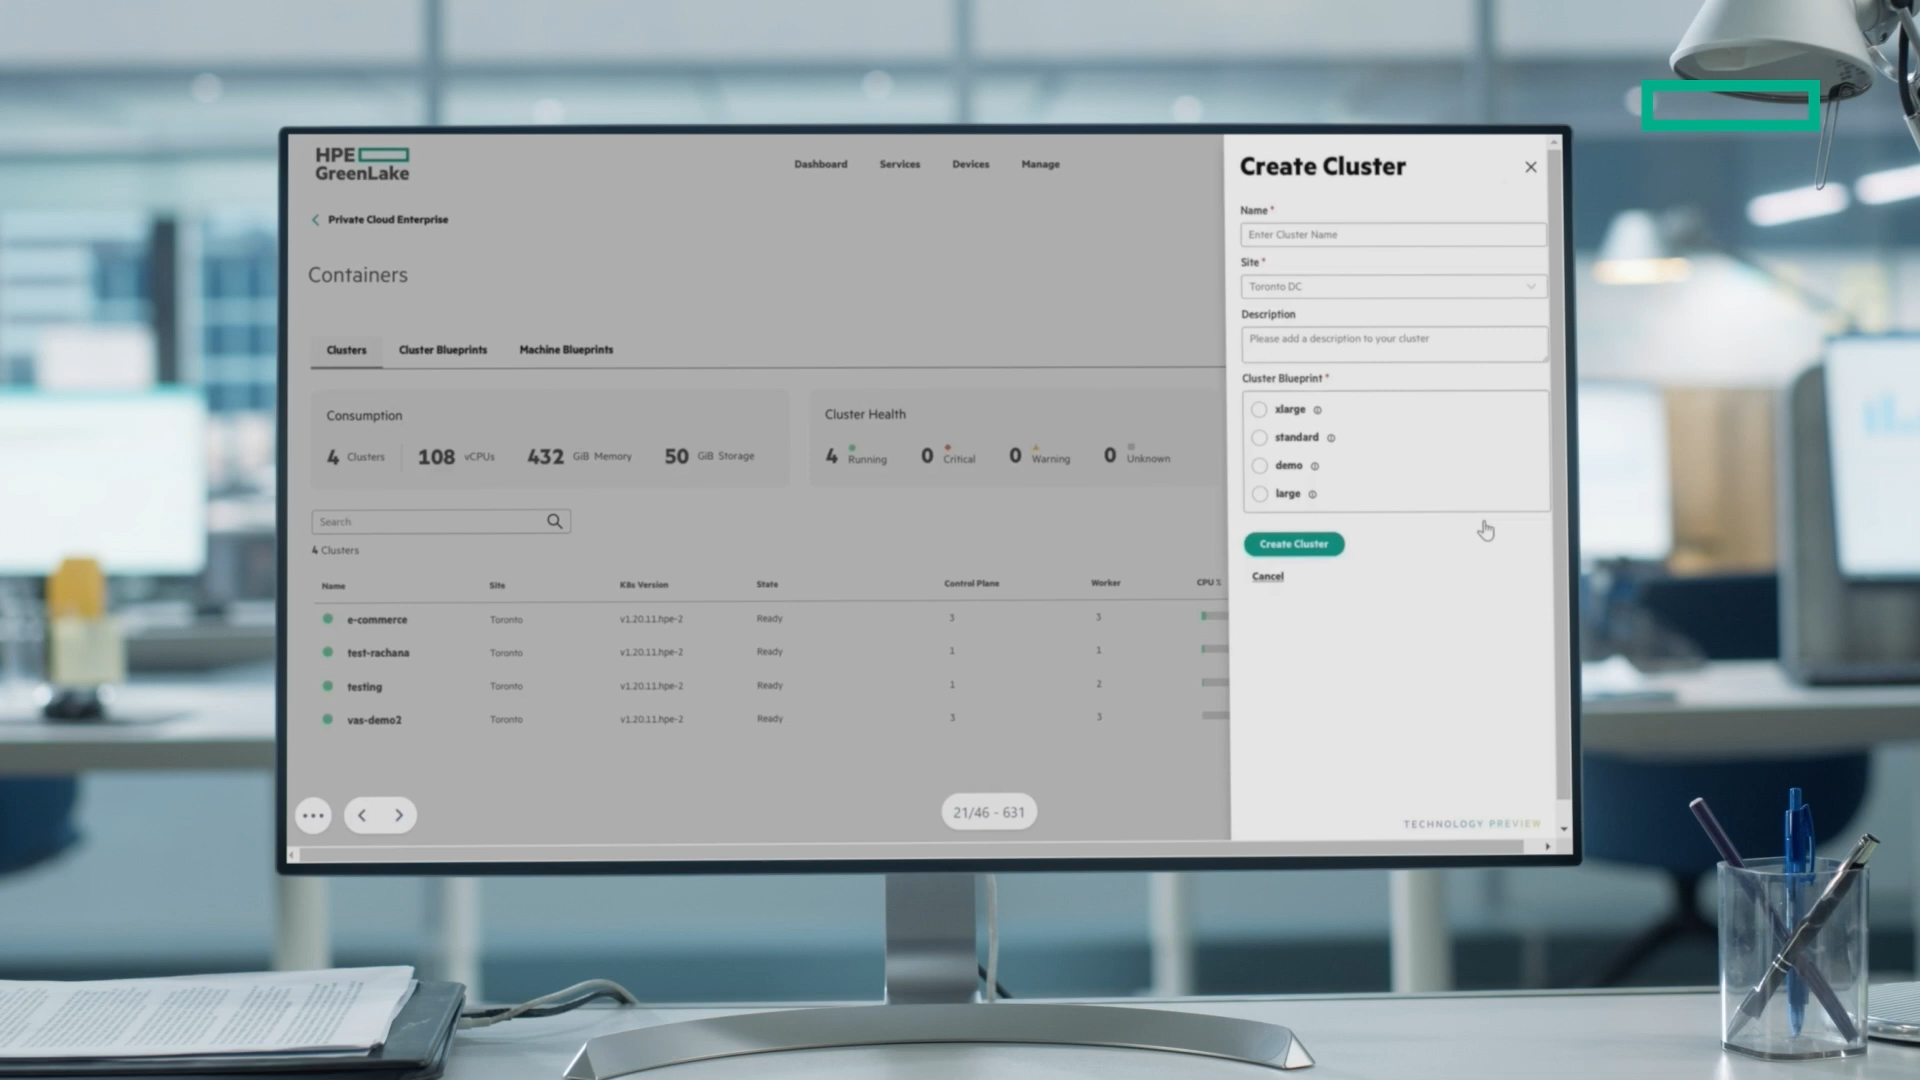 HPE
GreenLake
Dashboard Services Devices Manage
Private Cloud Enterprise
Containers
Clusters Cluster Blueprints Machine Blueprints
Consumption
4 Clusters 108 vCPUs 432 GiB Memory 50 GiB Storage
Cluster Health
4 Running 0 Critical 0 Warning 0 Unknown
Search
4 Clusters
Name Site K8s Version State Control Plane Worker CPU %
e-commerce Toronto v1.20.11.hpe-2 Ready 3 3
test-rachana Toronto v1.20.11.hpe-2 Ready 1 1
testing Toronto v1.20.11.hpe-2 Ready 1 2
vas-demo2 Toronto v1.20.11.hpe-2 Ready 3 3
21/46 - 631
Create Cluster
Name *
Enter Cluster Name
Site *
Toronto DC
Description
Please add a description to your cluster
Cluster Blueprint *
xlarge
standard
demo
large
Create Cluster
Cancel
TECHNOLOGY PREVIEW